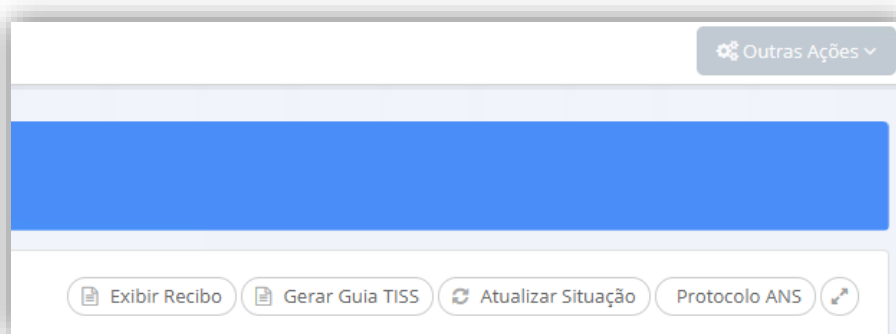 Outras Ações
Exibir Recibo Gerar Guia TISS Atualizar Situação Protocolo ANS